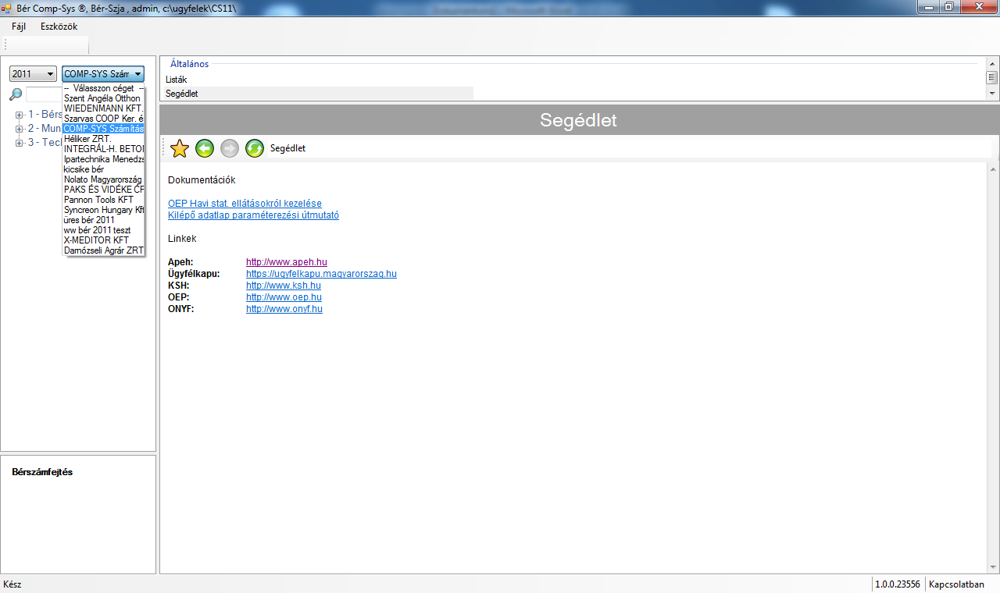 Bér Comp-Sys ®, Bér-Szja , admin, c:\ugyfelek\CS11\
Fájl Eszközök
2011 COMP-SYS Szám
-- Válasszon céget --
Szent Angéla Otthon
WIEDENMANN KFT.
Szarvas COOP Ker. é
COMP-SYS Számítás
Héliker ZRT.
INTEGRÁL-H. BETO
Ipartechnika Menedzs
kicsike bér
Nolato Magyarország
PAKS ÉS VIDÉKE
Pannon Tools KFT
Syncreon Hungary Kft
üres bér 2011
ww bér 2011 teszt
X-MEDITOR KFT
Damózseli Agrár ZRT
1 - Bérs
2 - Mun
3 - Tech
Bérszámfejtés
Általános
Listák
Segédlet
Segédlet
Segédlet
Dokumentációk
OEP Havi stat. ellátásokról kezelése
Kilépő adatlap paraméterezési útmutató
Linkek
Apeh: http://www.apeh.hu
Ügyfélkapu: https://ugyfelkapu.magyarorszag.hu
KSH: http://www.ksh.hu
OEP: http://www.oep.hu
ONYF: http://www.onyf.hu
Kész 1.0.0.23556 Kapcsolatban